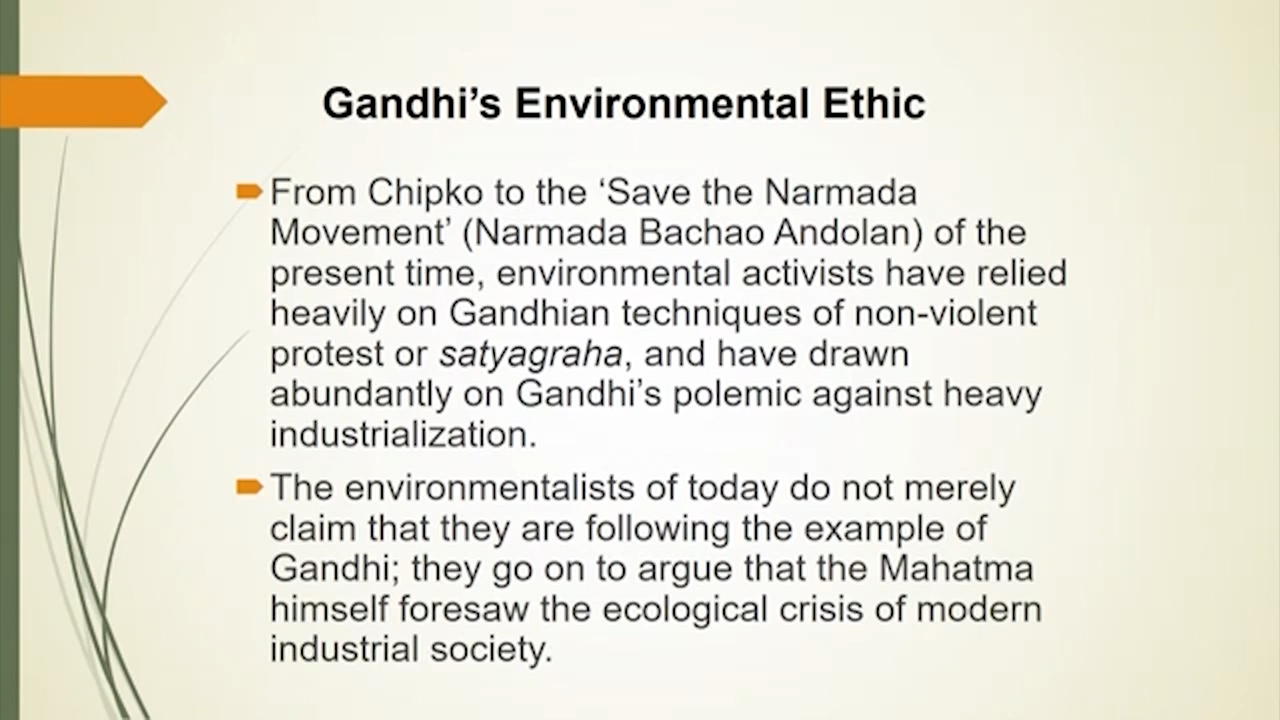 Gandhi’s Environmental Ethic
From Chipko to the ‘Save the Narmada
Movement’ (Narmada Bachao Andolan) of the
present time, environmental activists have relied
heavily on Gandhian techniques of non-violent
protest or satyagraha, and have drawn
abundantly on Gandhi’s polemic against heavy
industrialization.
The environmentalists of today do not merely
claim that they are following the example of
Gandhi; they go on to argue that the Mahatma
himself foresaw the ecological crisis of modern
industrial society.